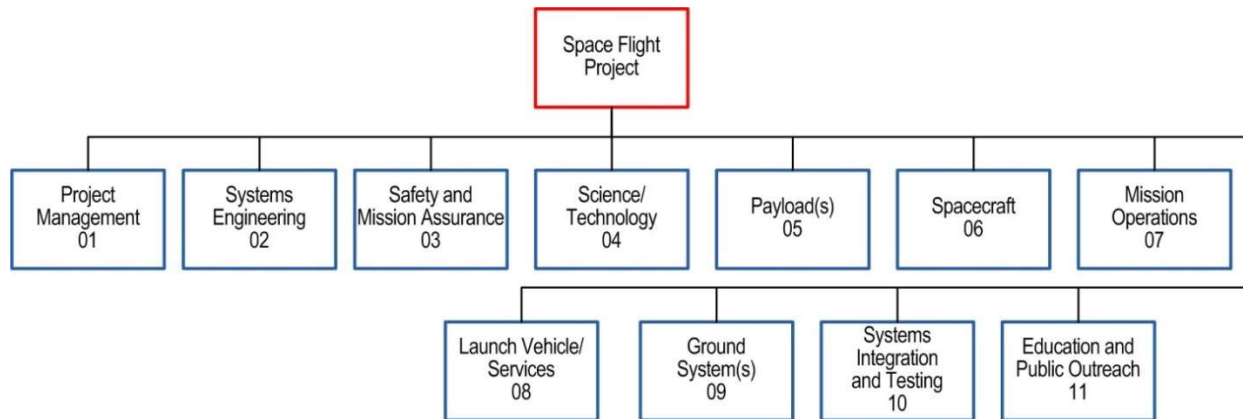 Space Flight
Project
Project
Management
01
Systems
Engineering
02
Safety and
Mission Assurance
03
Science/
Technology
04
Payload(s)
05
Spacecraft
06
Mission
Operations
07
Launch Vehicle/
Services
08
Ground
System(s)
09
Systems
Integration
and Testing
10
Education and
Public Outreach
11